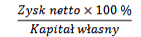 Zysk netto × 100 %
Kapitał własny